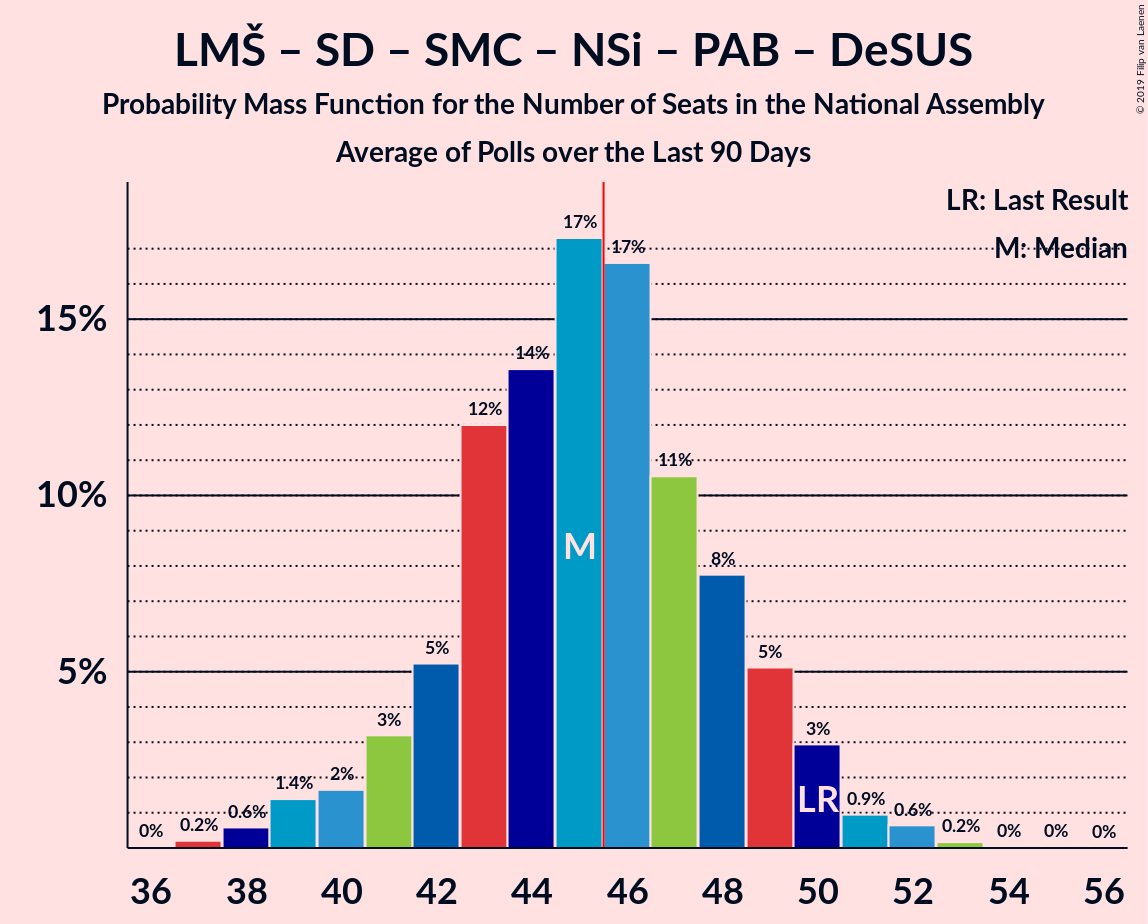 LMŠ – SD – SMC – NSi – PAB – DeSUS
Probability Mass Function for the Number of Seats in the National Assembly
Average of Polls over the Last 90 Days
© 2019 Filip van Laenen
LR: Last Result
M: Median
15%
10%
5%
0%
0.2%
0.6%
1.4%
2%
3%
5%
12%
14%
17%
17%
11%
8%
5%
3%
0.9%
0.6%
0.2%
0%
0%
0%
M
LR
36 38 40 42 44 46 48 50 52 54 56